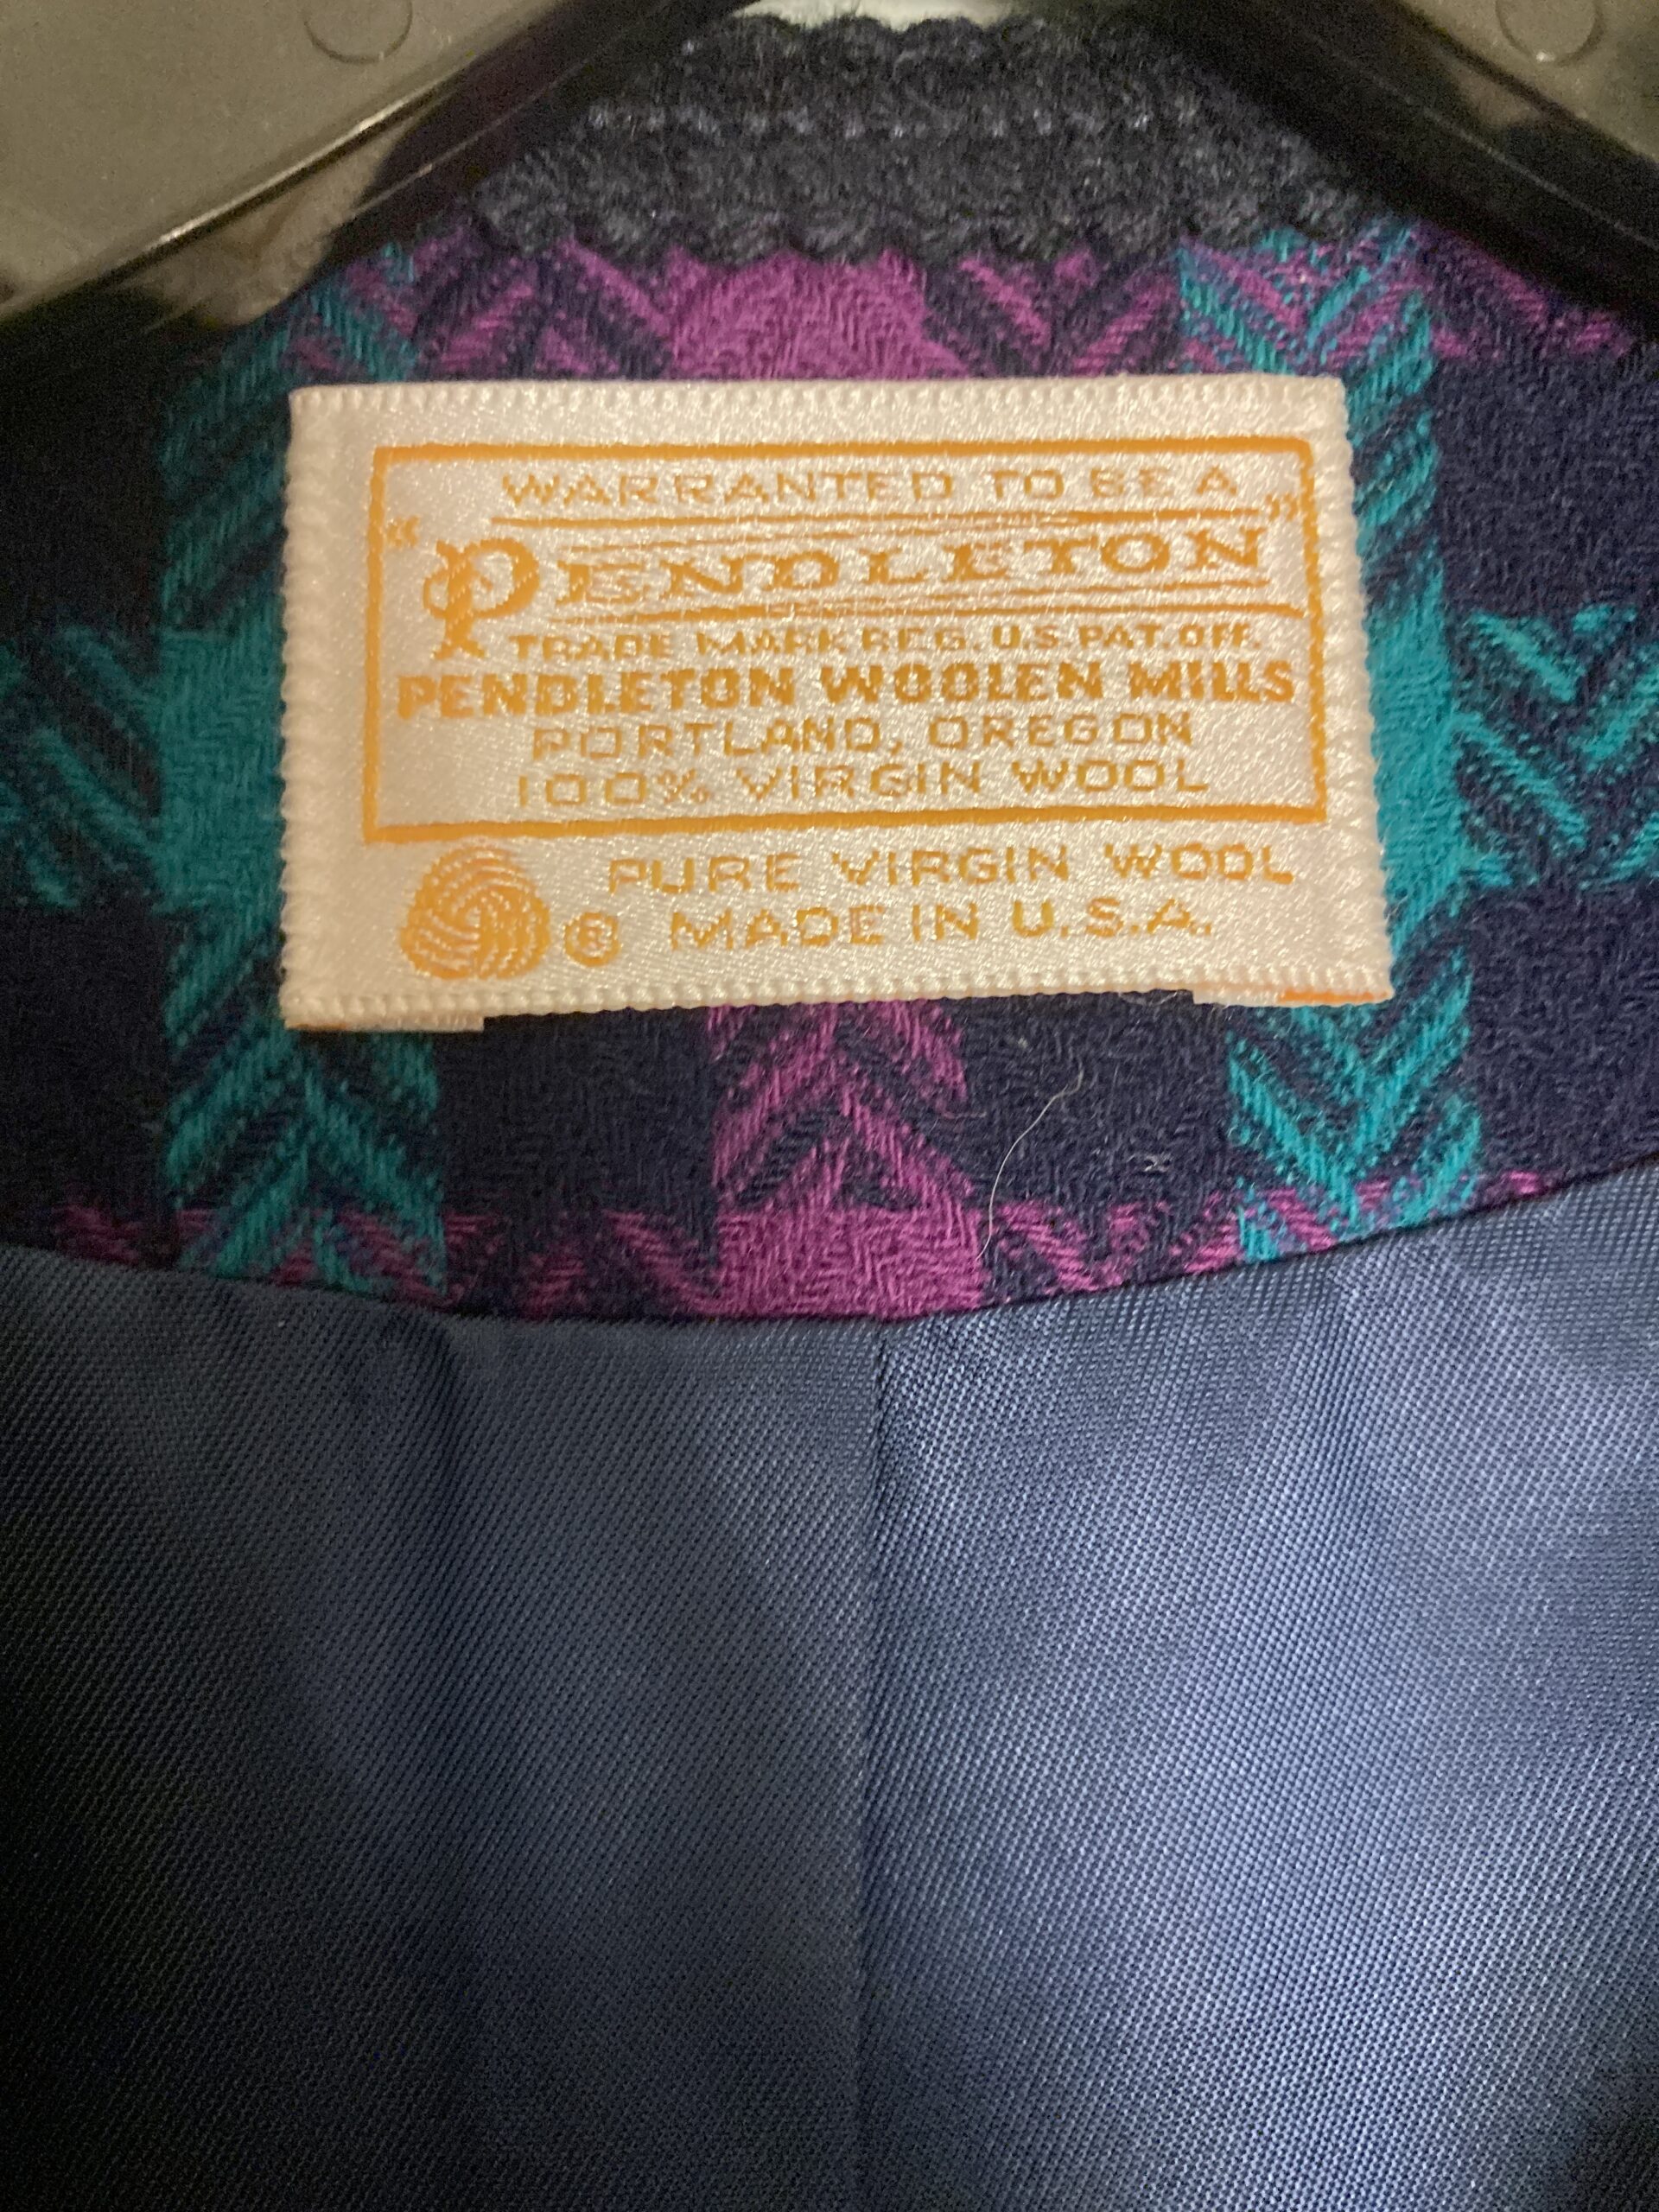 WARRANTED TO BE A
"PENDLETON"
TRADE MARK REG. U.S. PAT. OFF.
PENDLETON WOOLEN MILLS
PORTLAND, OREGON
100% VIRGIN WOOL
PURE VIRGIN WOOL
® MADE IN U.S.A.